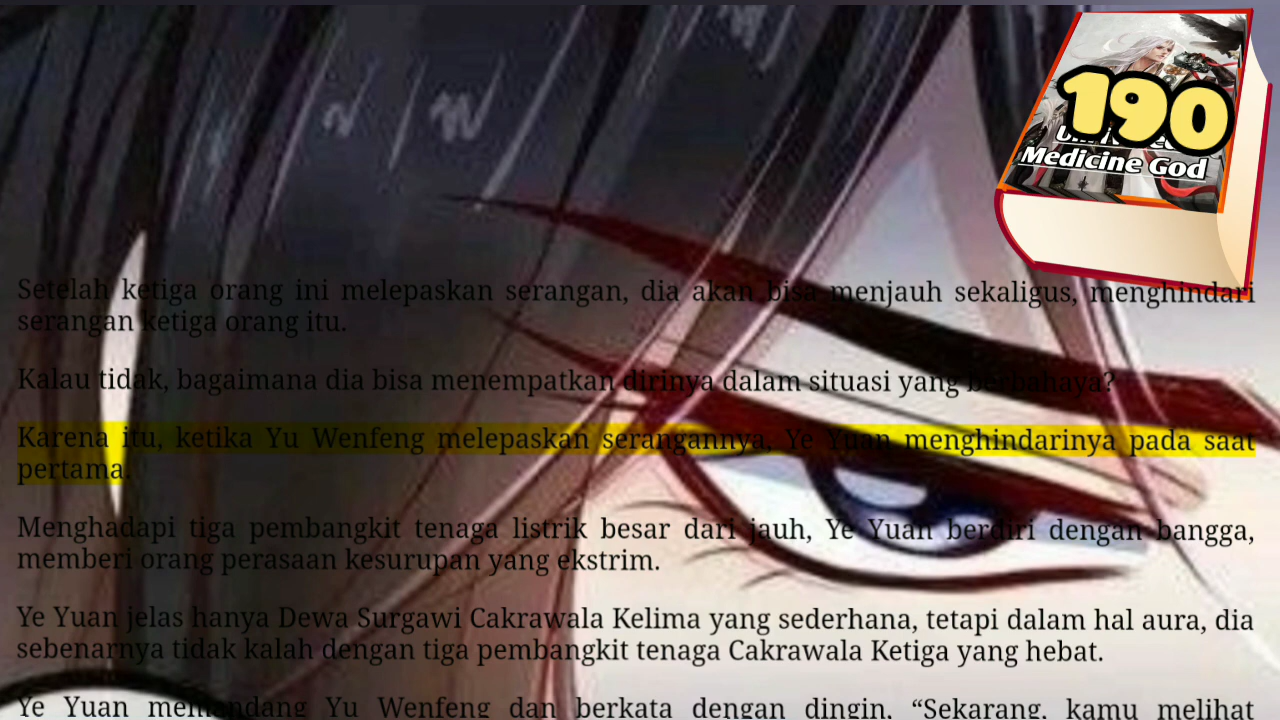 190
Medicine God
Setelah ketiga orang ini melepaskan serangan, dia akan bisa menjauh sekaligus, menghindari
serangan ketiga orang itu.
Kalau tidak, bagaimana dia bisa menempatkan dirinya dalam situasi yang berbahaya?
Karena itu, ketika Yu Wenfeng melepaskan serangannya, Ye Yuan menghindarinya pada saat
pertama.
Menghadapi tiga pembangkit tenaga listrik besar dari jauh, Ye Yuan berdiri dengan bangga,
memberi orang perasaan kesurupan yang ekstrim.
Ye Yuan jelas hanya Dewa Surgawi Cakrawala Kelima yang sederhana, tetapi dalam hal aura, dia
sebenarnya tidak kalah dengan tiga pembangkit tenaga Cakrawala Ketiga yang hebat.
Ye Yuan memandang Yu Wenfeng dan berkata dengan dingin, “Sekarang, kamu melihat